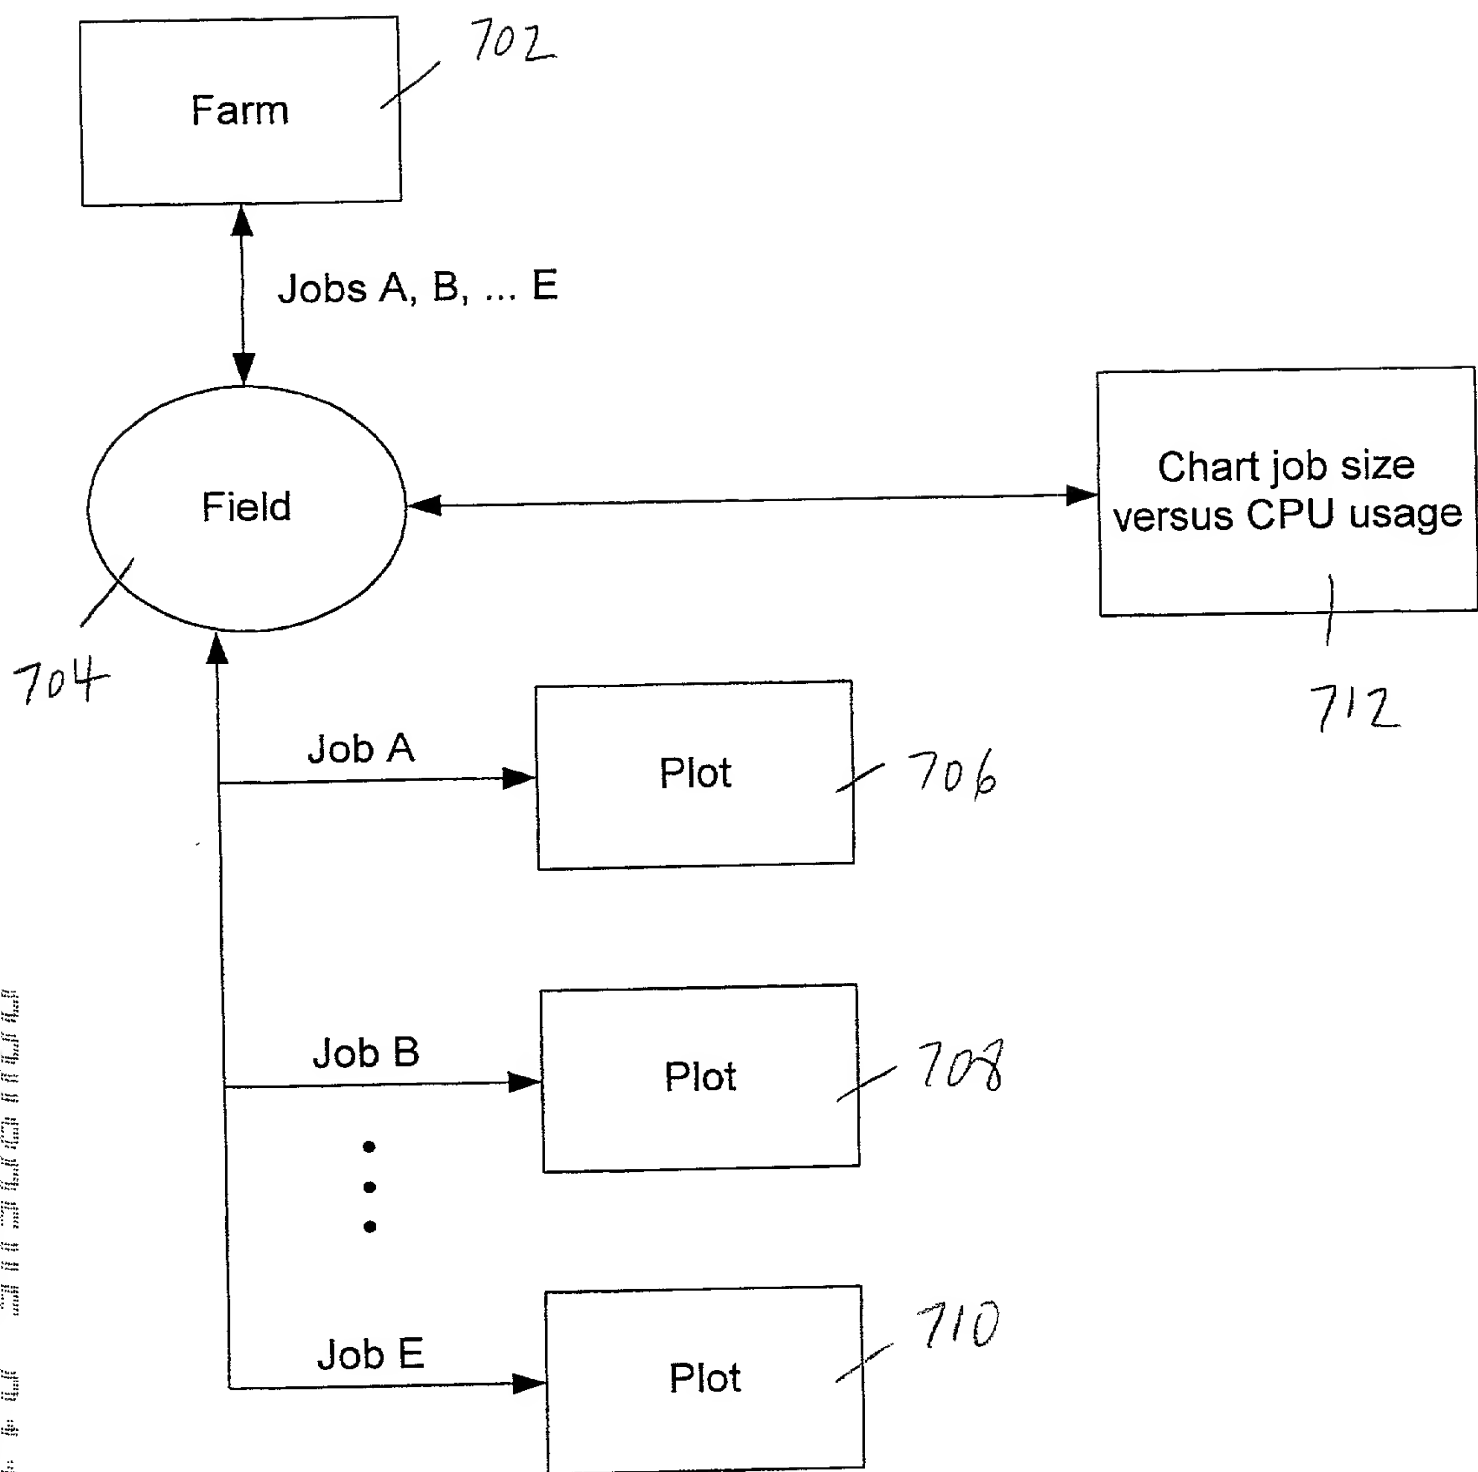 702
Farm
Jobs A, B, ... E
Field
Chart job size
versus CPU usage
704
712
Job A
Plot
706
Job B
Plot
708
Job E
Plot
710